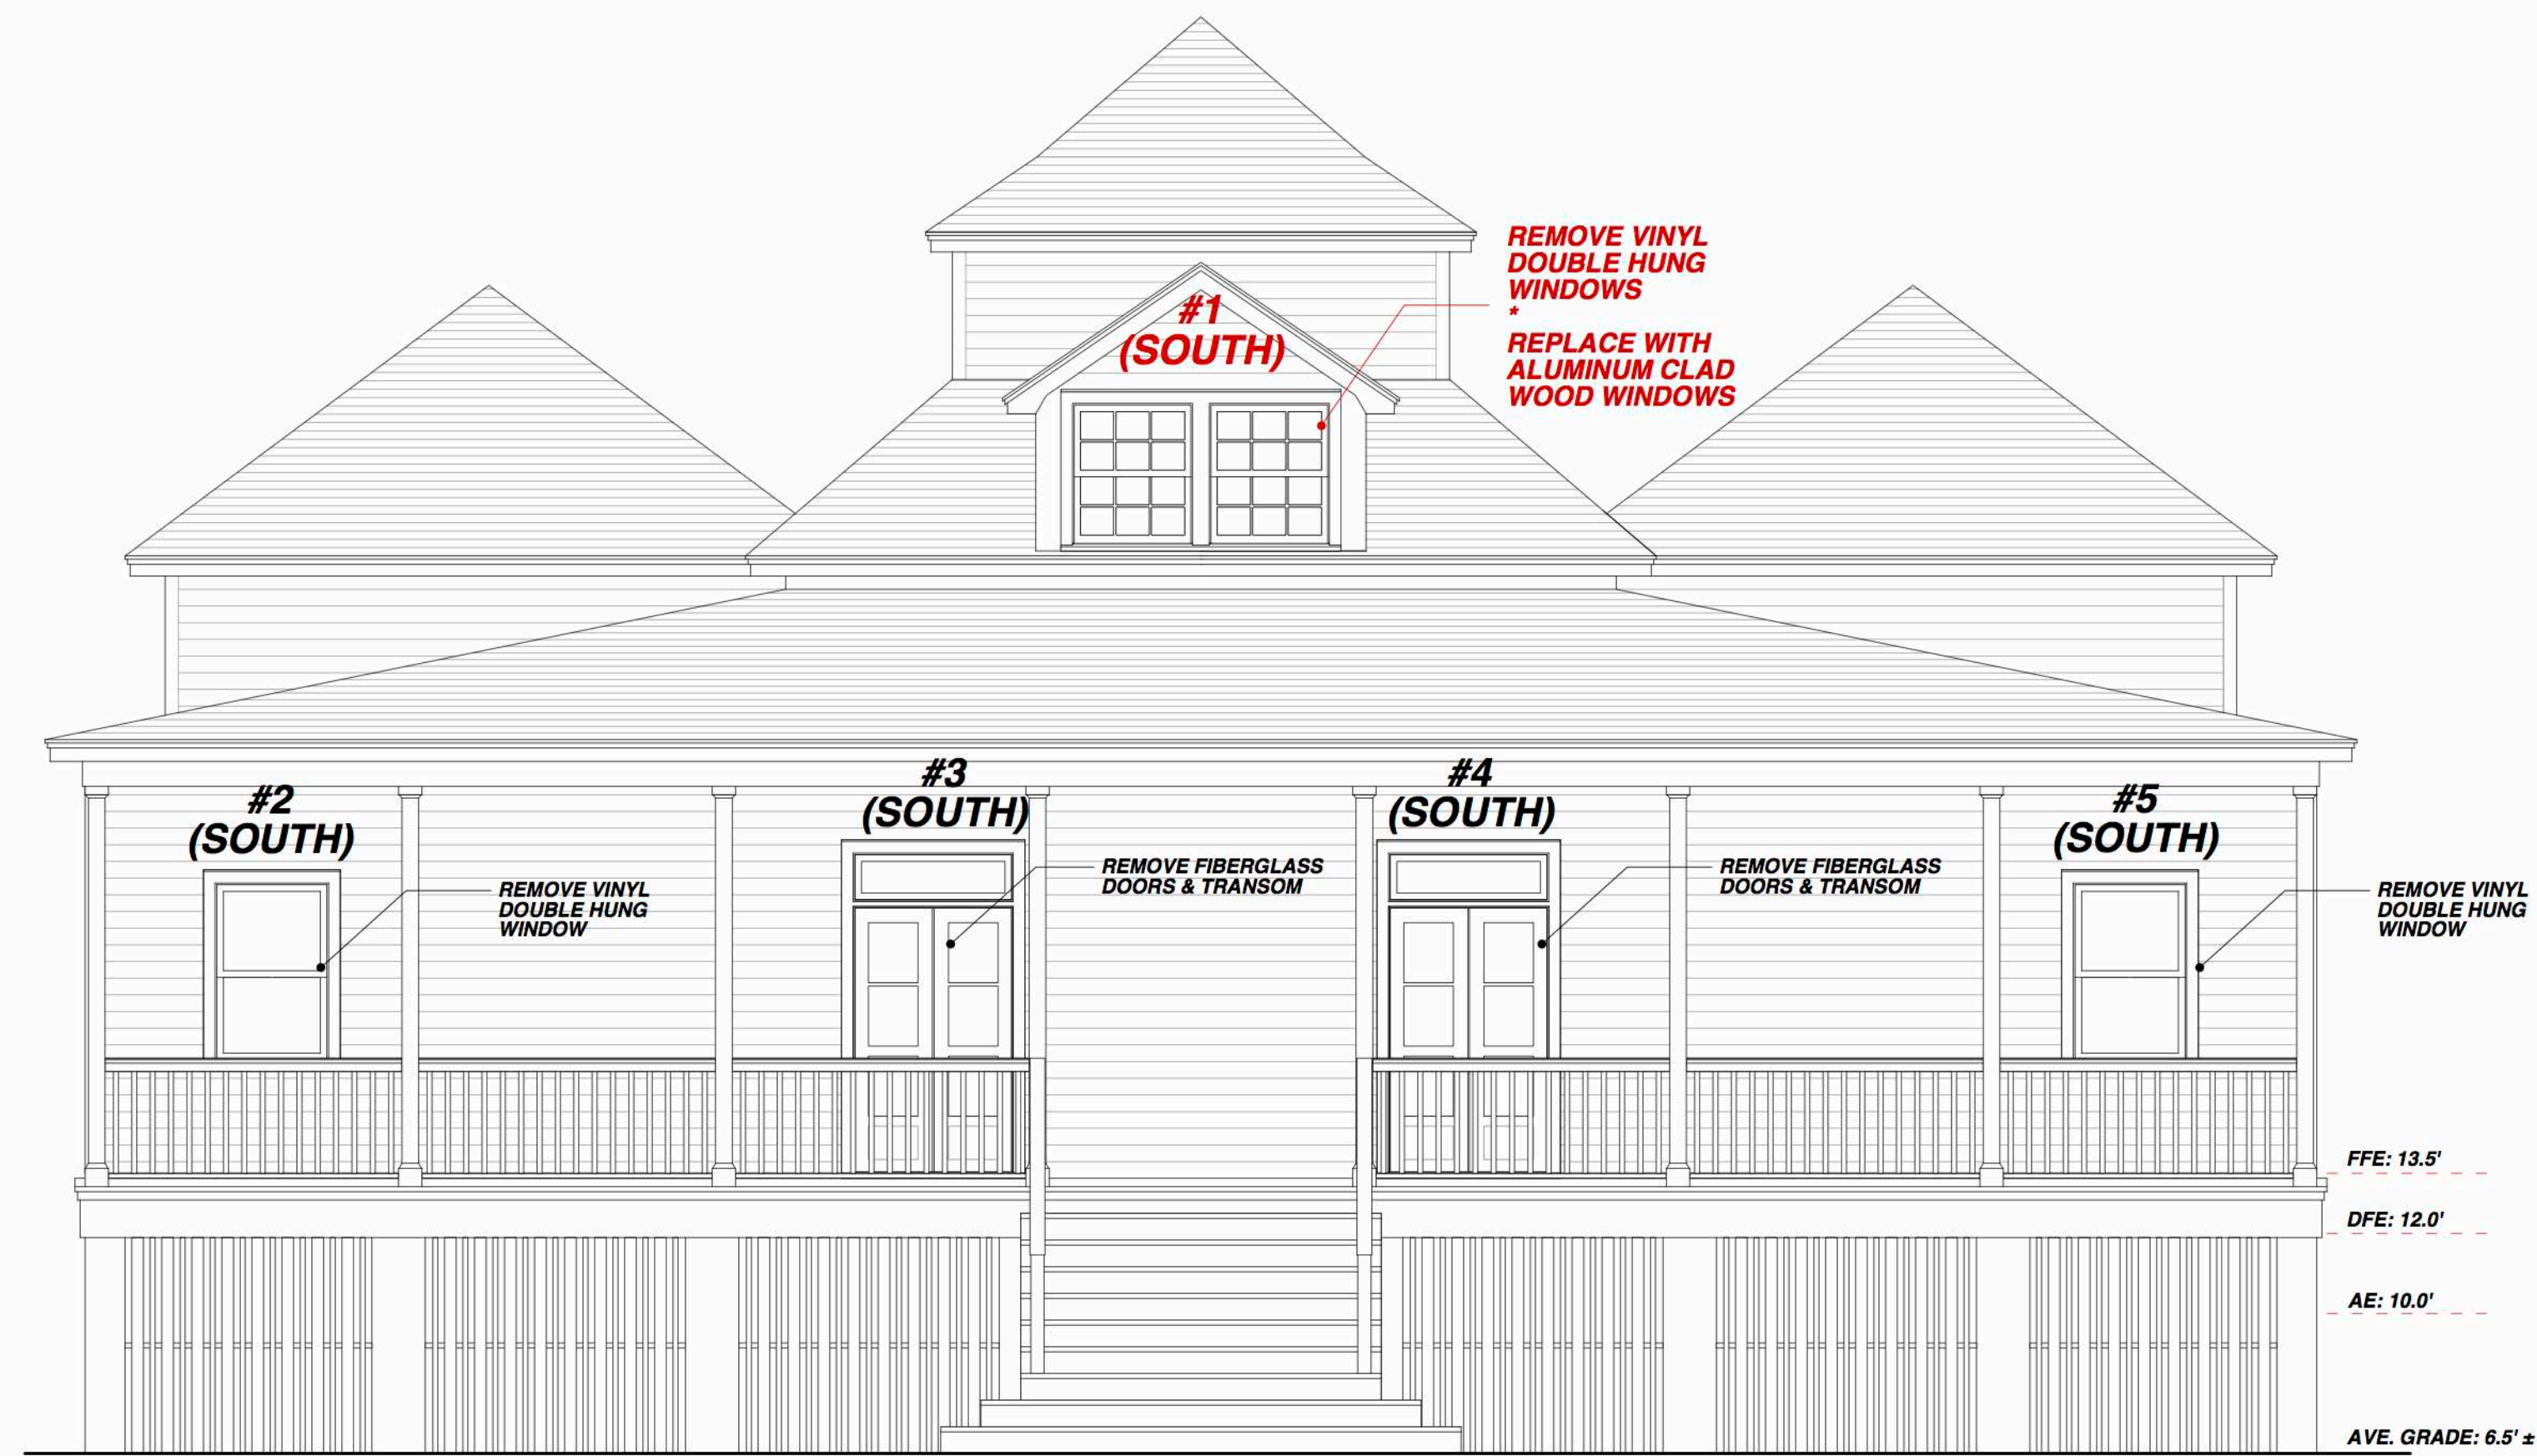 REMOVE VINYL
DOUBLE HUNG
WINDOWS
*
REPLACE WITH
ALUMINUM CLAD
WOOD WINDOWS
#1
(SOUTH)
#2
(SOUTH)
REMOVE VINYL
DOUBLE HUNG
WINDOW
#3
(SOUTH)
REMOVE FIBERGLASS
DOORS & TRANSOM
#4
(SOUTH)
REMOVE FIBERGLASS
DOORS & TRANSOM
#5
(SOUTH)
REMOVE VINYL
DOUBLE HUNG
WINDOW
FFE: 13.5'
DFE: 12.0'
AE: 10.0'
AVE. GRADE: 6.5' ±